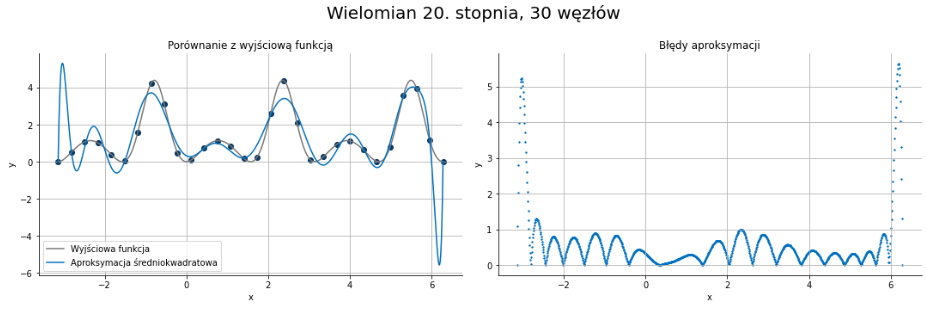 Wielomian 20. stopnia, 30 węzłów
Porównanie z wyjściową funkcją
y
4
2
0
−2
−4
−6
−2
0
2
4
6
x
Wyjściowa funkcja
Aproksymacja średniokwadratowa
Błędy aproksymacji
y
5
4
3
2
1
0
−2
0
2
4
6
x